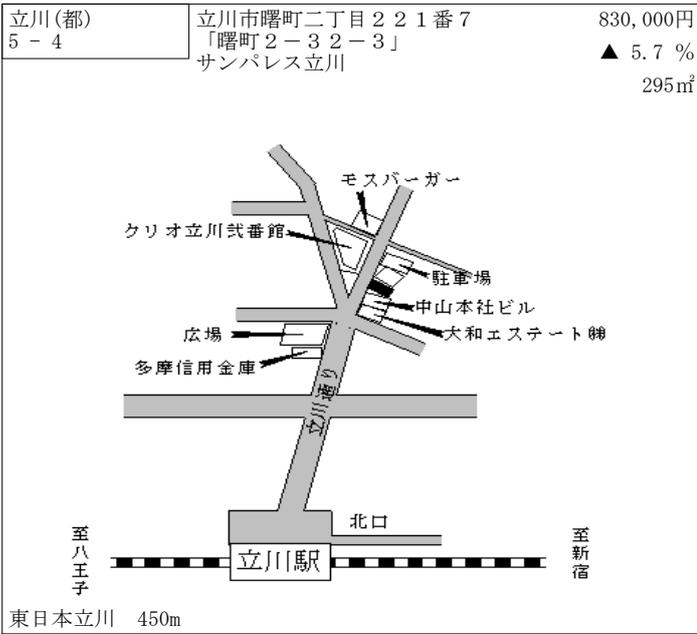 立川(都)
5 - 4
立川市曙町二丁目２２１番７
「曙町２－３２－３」
サンパレス立川
830,000円
▲ 5.7 %
295㎡
モスバーガー
クリオ立川弐番館
駐車場
中山本社ビル
大和エステート㈱
広場
多摩信用金庫
立川通り
北口
至八王子
立川駅
至新宿
東日本立川　450m